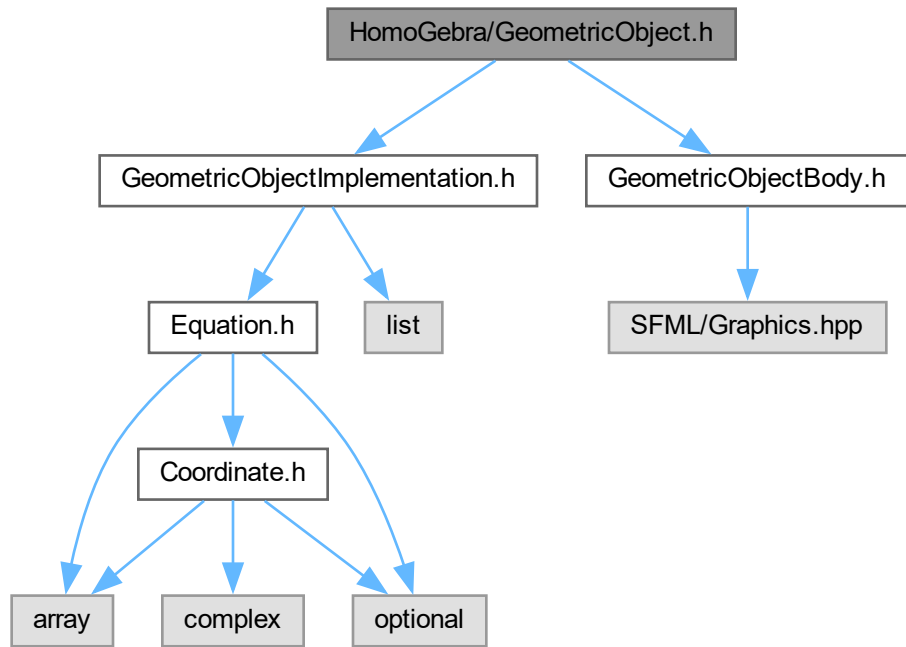 HomoGebra/GeometricObject.h
GeometricObjectImplementation.h
GeometricObjectBody.h
Equation.h
list
SFML/Graphics.hpp
Coordinate.h
array
complex
optional